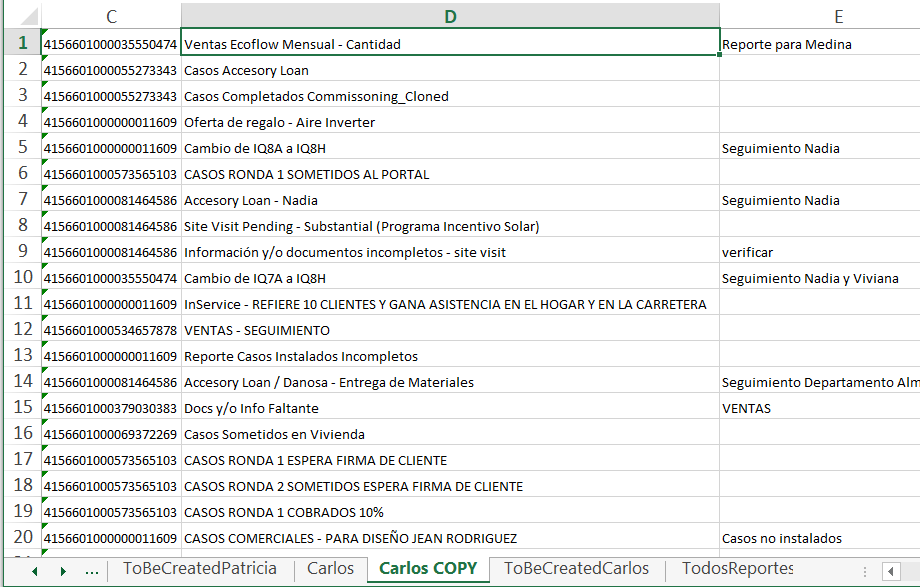 C D E
1 4156601000035550474 Ventas Ecoflow Mensual - Cantidad Reporte para Medina
2 4156601000055273343 Casos Accesory Loan
3 4156601000055273343 Casos Completados Commissoning_Cloned
4 4156601000000011609 Oferta de regalo - Aire Inverter
5 4156601000000011609 Cambio de IQ8A a IQ8H Seguimiento Nadia
6 4156601000573565103 CASOS RONDA 1 SOMETIDOS AL PORTAL
7 4156601000081464586 Accesory Loan - Nadia Seguimiento Nadia
8 4156601000081464586 Site Visit Pending - Substantial (Programa Incentivo Solar)
9 4156601000081464586 Información y/o documentos incompletos - site visit verificar
10 4156601000035550474 Cambio de IQ7A a IQ8H Seguimiento Nadia y Viviana
11 4156601000000011609 InService - REFIERE 10 CLIENTES Y GANA ASISTENCIA EN EL HOGAR Y EN LA CARRETERA
12 4156601000534657878 VENTAS - SEGUIMIENTO
13 4156601000000011609 Reporte Casos Instalados Incompletos
14 4156601000081464586 Accesory Loan / Danosa - Entrega de Materiales Seguimiento Departamento Alm
15 4156601000379030383 Docs y/o Info Faltante VENTAS
16 4156601000069372269 Casos Sometidos en Vivienda
17 4156601000573565103 CASOS RONDA 1 ESPERA FIRMA DE CLIENTE
18 4156601000573565103 CASOS RONDA 2 SOMETIDOS ESPERA FIRMA DE CLIENTE
19 4156601000573565103 CASOS RONDA 1 COBRADOS 10%
20 4156601000000011609 CASOS COMERCIALES - PARA DISEÑO JEAN RODRIGUEZ Casos no instalados
... ToBeCreatedPatricia Carlos Carlos COPY ToBeCreatedCarlos TodosReportes